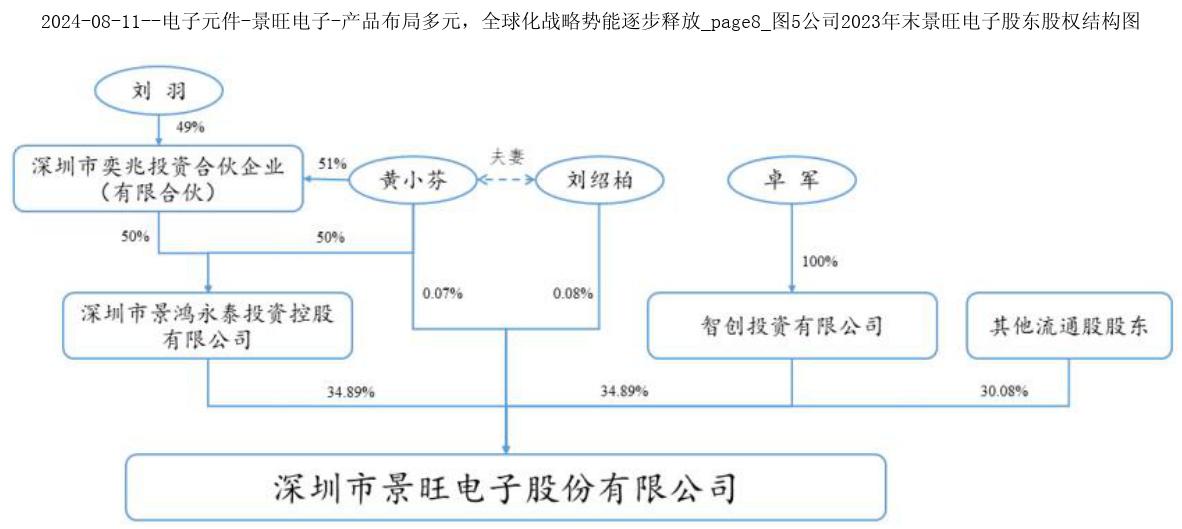 2024-08-11--电子元件-景旺电子-产品布局多元，全球化战略势能逐步释放_page8_图5公司2023年末景旺电子股东股权结构图
刘 羽
49%
深圳市奕兆投资合伙企业
（有限合伙）
51%
黄小芬
夫妻
刘绍柏
卓 军
50%
50%
100%
0.07%
0.08%
深圳市景鸿永泰投资控股
有限公司
智创投资有限公司
其他流通股股东
34.89%
34.89%
30.08%
深圳市景旺电子股份有限公司